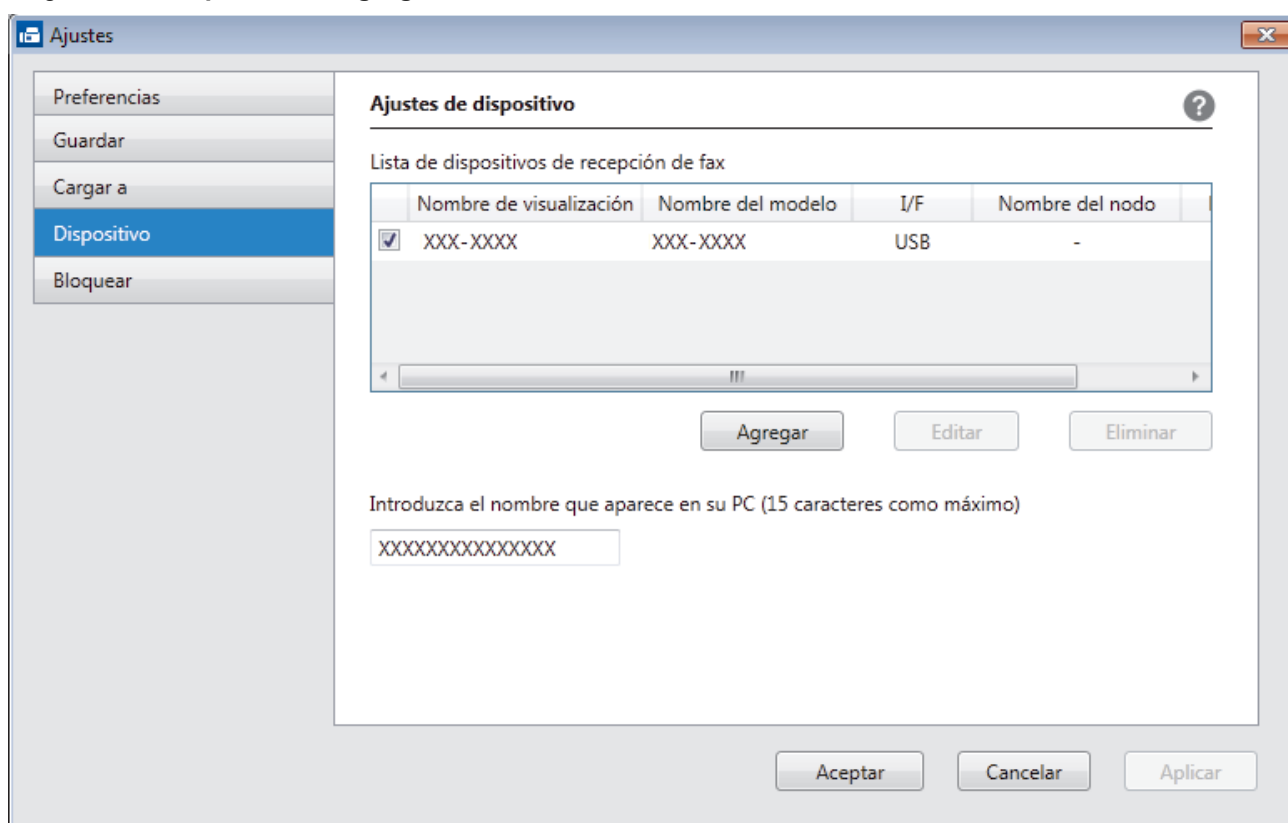 Ajustes
Preferencias
Guardar
Cargar a
Dispositivo
Bloquear
Ajustes de dispositivo
Lista de dispositivos de recepción de fax
Nombre de visualización Nombre del modelo I/F Nombre del nodo
XXX-XXXX XXX-XXXX USB -
Agregar Editar Eliminar
Introduzca el nombre que aparece en su PC (15 caracteres como máximo)
XXXXXXXXXXXXXXX
Aceptar Cancelar Aplicar